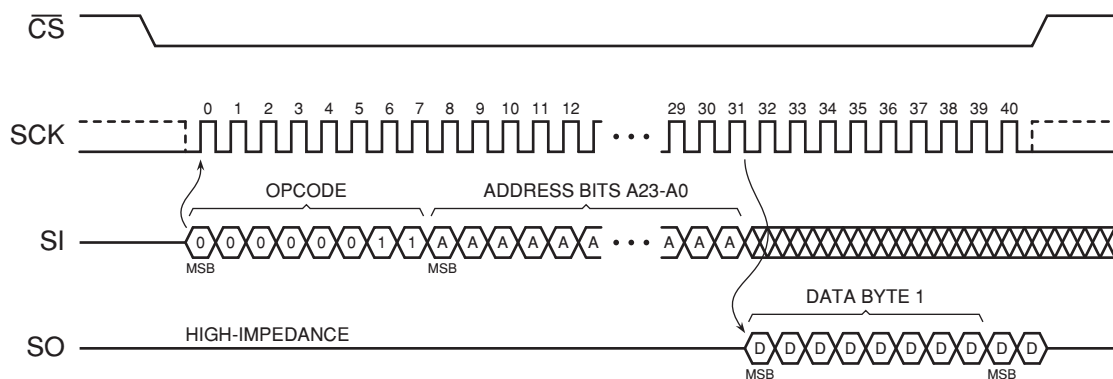 CS
0 1 2 3 4 5 6 7 8 9 10 11 12 29 30 31 32 33 34 35 36 37 38 39 40
SCK
OPCODE ADDRESS BITS A23-A0
SI 0 0 0 0 0 0 1 1 A A A A A A A A A
MSB MSB
DATA BYTE 1
HIGH-IMPEDANCE
SO D D D D D D D D D D
MSB MSB